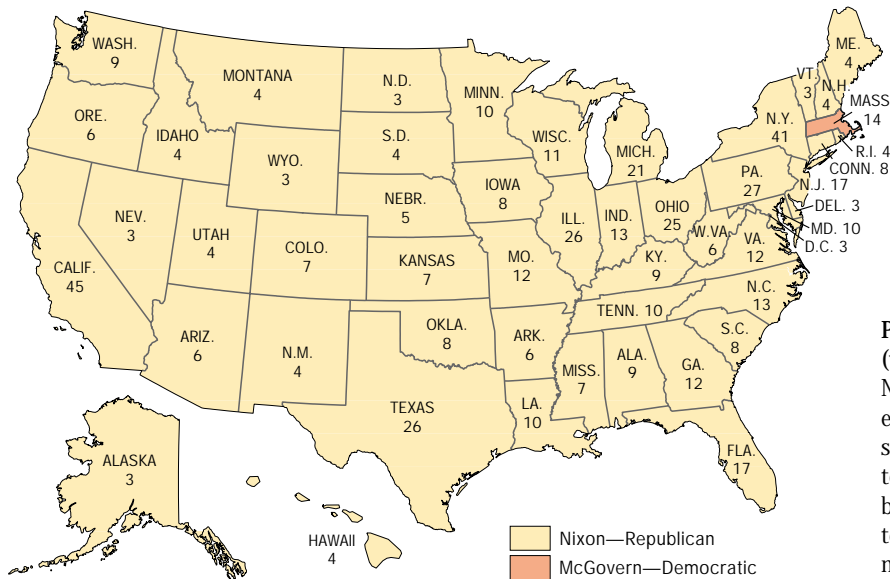 WASH.
9
MONTANA
4
N.D.
3
MINN.
10
ME.
4
VT.
3
N.H.
4
MASS
14
ORE.
6
IDAHO
4
WYO.
3
S.D.
4
WISC.
11
MICH.
21
N.Y.
41
R.I. 4
CONN. 8
PA.
27
N.J. 17
DEL. 3
MD. 10
D.C. 3
NEV.
3
UTAH
4
COLO.
7
NEBR.
5
IOWA
8
ILL.
26
IND.
13
OHIO
25
W.VA
6
VA.
12
CALIF.
45
KANSAS
7
MO.
12
KY.
9
N.C.
13
TENN. 10
S.C.
8
ARIZ.
6
N.M.
4
OKLA.
8
ARK.
6
MISS.
7
ALA.
9
GA.
12
TEXAS
26
LA.
10
FLA.
17
ALASKA
3
HAWAII
4
Nixon—Republican
McGovern—Democratic